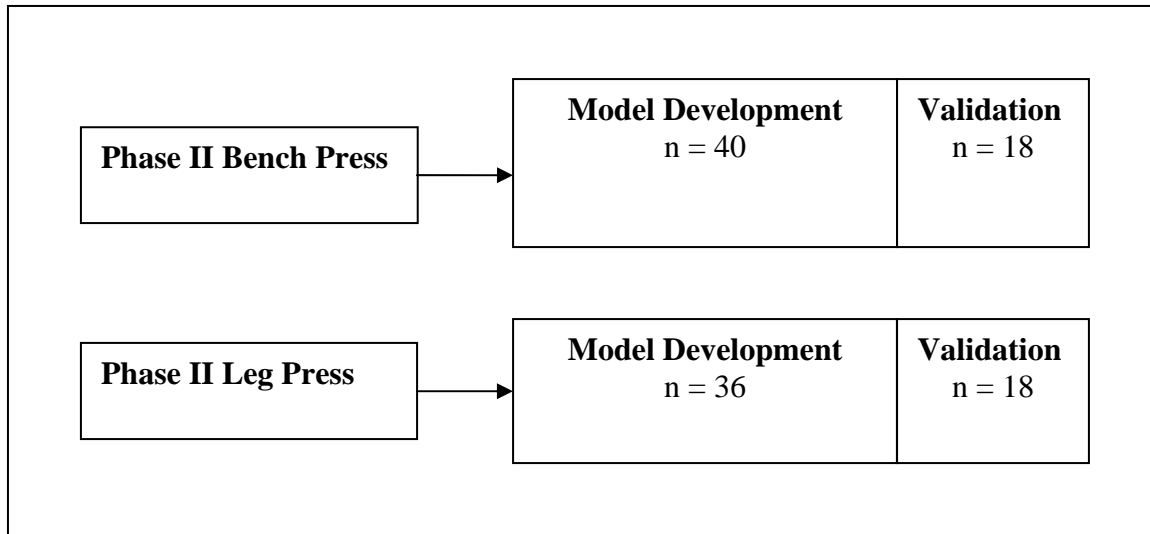 Phase II Bench Press
Model Development
n = 40
Validation
n = 18
Phase II Leg Press
Model Development
n = 36
Validation
n = 18